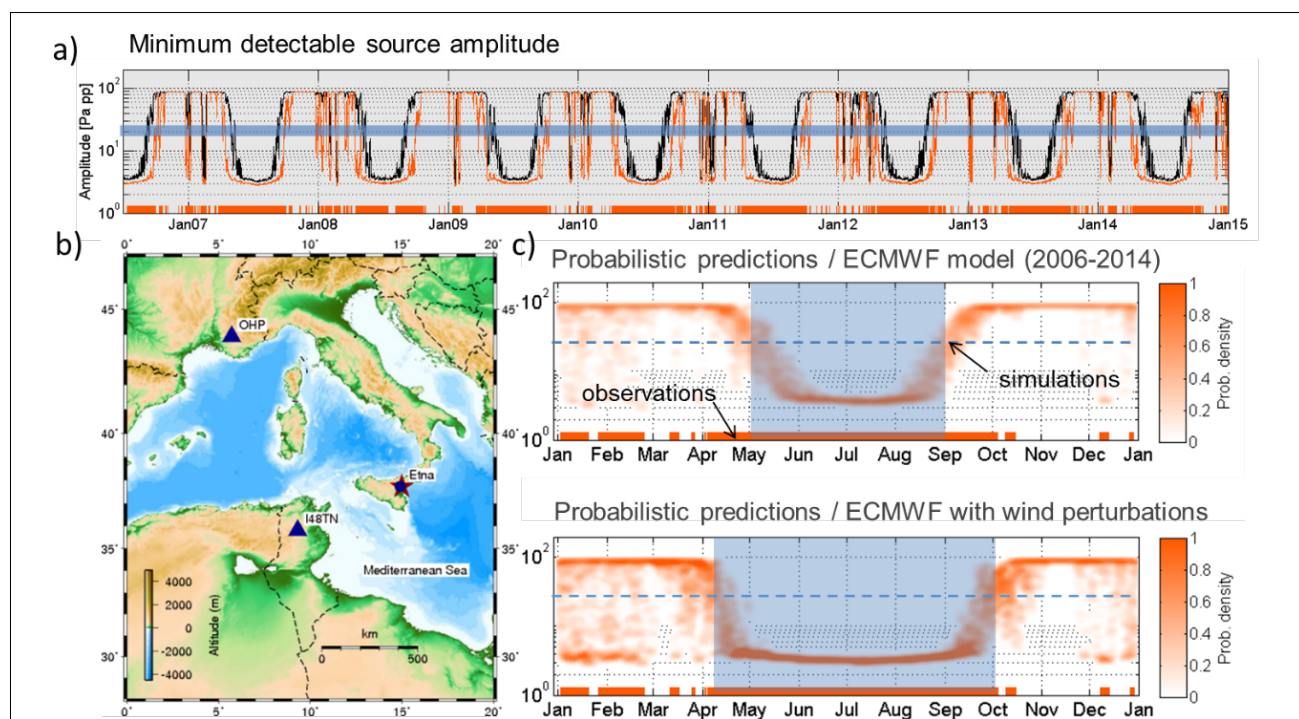 a)
Minimum detectable source amplitude
Amplitude [Pa pp]
10²
10¹
10⁰
Jan07 Jan08 Jan09 Jan10 Jan11 Jan12 Jan13 Jan14 Jan15
b)
0° 5° 10° 15° 20°
45°
40°
35°
30°
OHP
Etna
I48TN
Mediterranean Sea
4000
2000
0
-2000
-4000
Altitude (m)
km
0 500
0° 5° 10° 15° 20°
c)
Probabilistic predictions / ECMWF model (2006-2014)
10²
10⁰
observations
simulations
Jan Feb Mar Apr May Jun Jul Aug Sep Oct Nov Dec Jan
1
0.8
0.6
0.4
0.2
0
Prob. density
Probabilistic predictions / ECMWF with wind perturbations
10²
10⁰
Jan Feb Mar Apr May Jun Jul Aug Sep Oct Nov Dec Jan
1
0.8
0.6
0.4
0.2
0
Prob. density